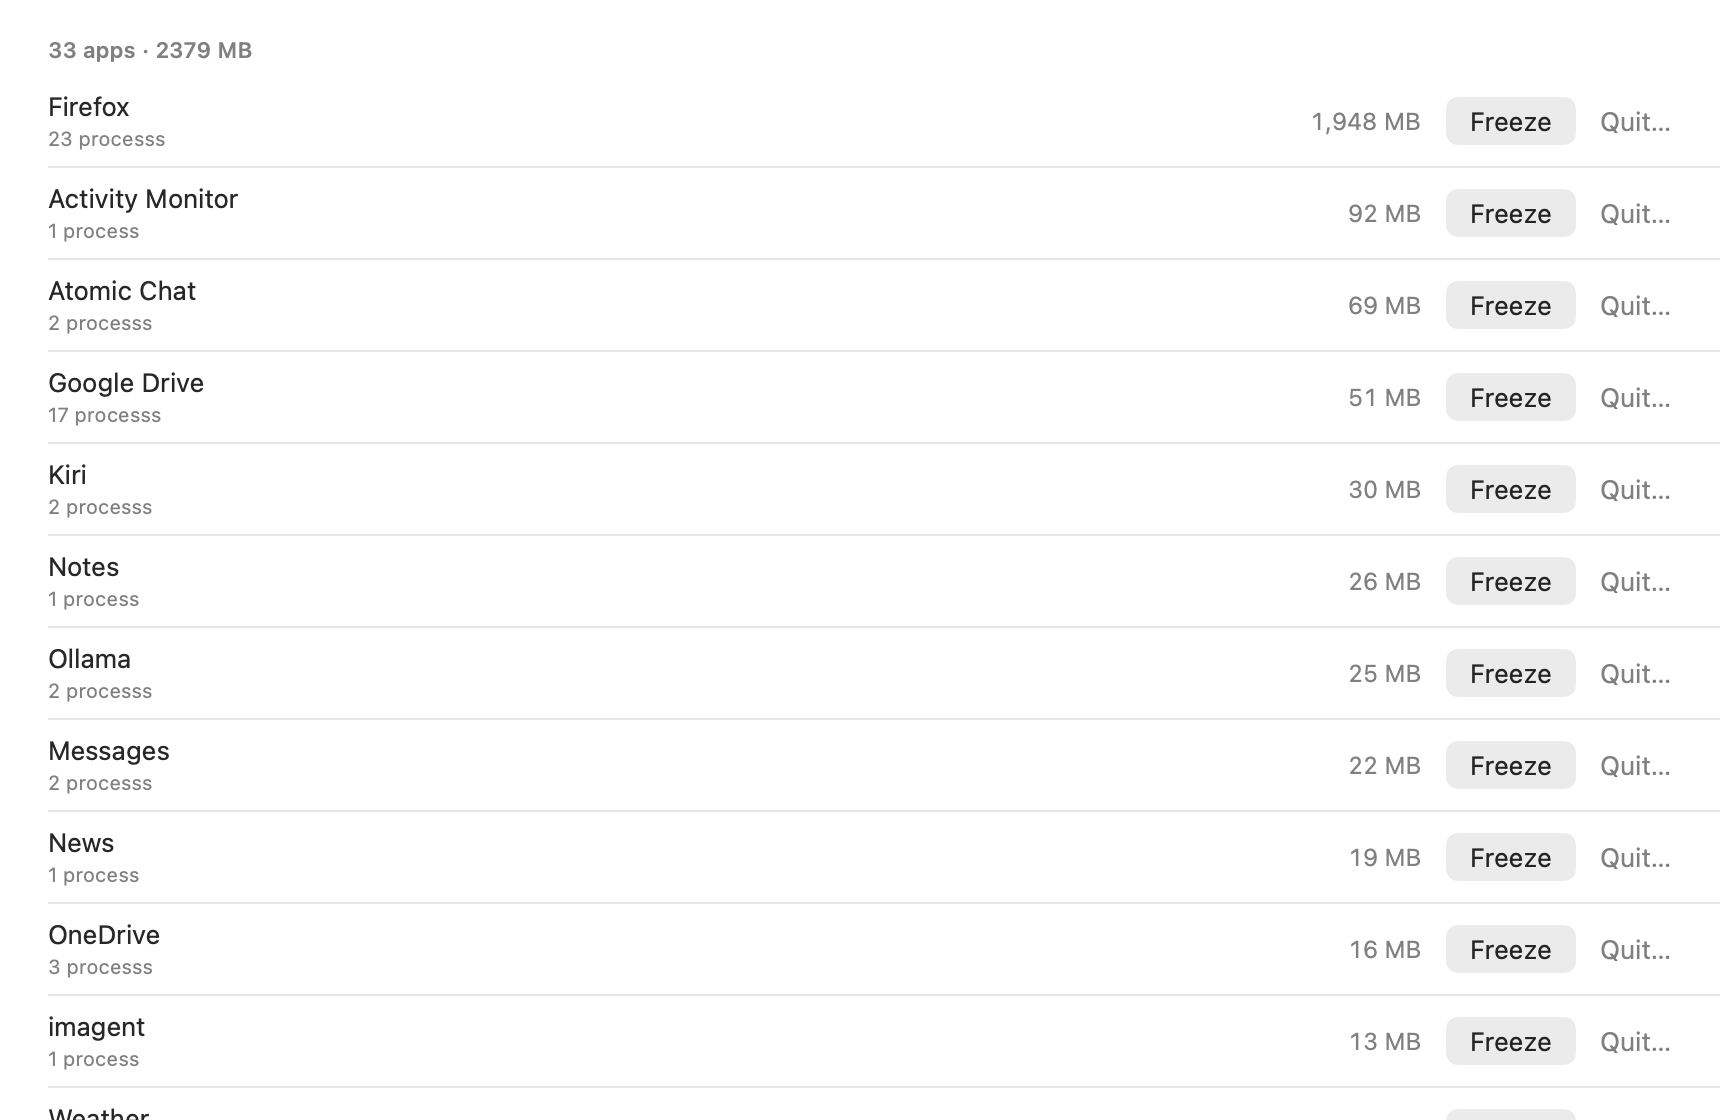 33 apps · 2379 MB
Firefox
23 processs
1,948 MB Freeze Quit...
Activity Monitor
1 process
92 MB Freeze Quit...
Atomic Chat
2 processs
69 MB Freeze Quit...
Google Drive
17 processs
51 MB Freeze Quit...
Kiri
2 processs
30 MB Freeze Quit...
Notes
1 process
26 MB Freeze Quit...
Ollama
2 processs
25 MB Freeze Quit...
Messages
2 processs
22 MB Freeze Quit...
News
1 process
19 MB Freeze Quit...
OneDrive
3 processs
16 MB Freeze Quit...
imagent
1 process
13 MB Freeze Quit...
Weather